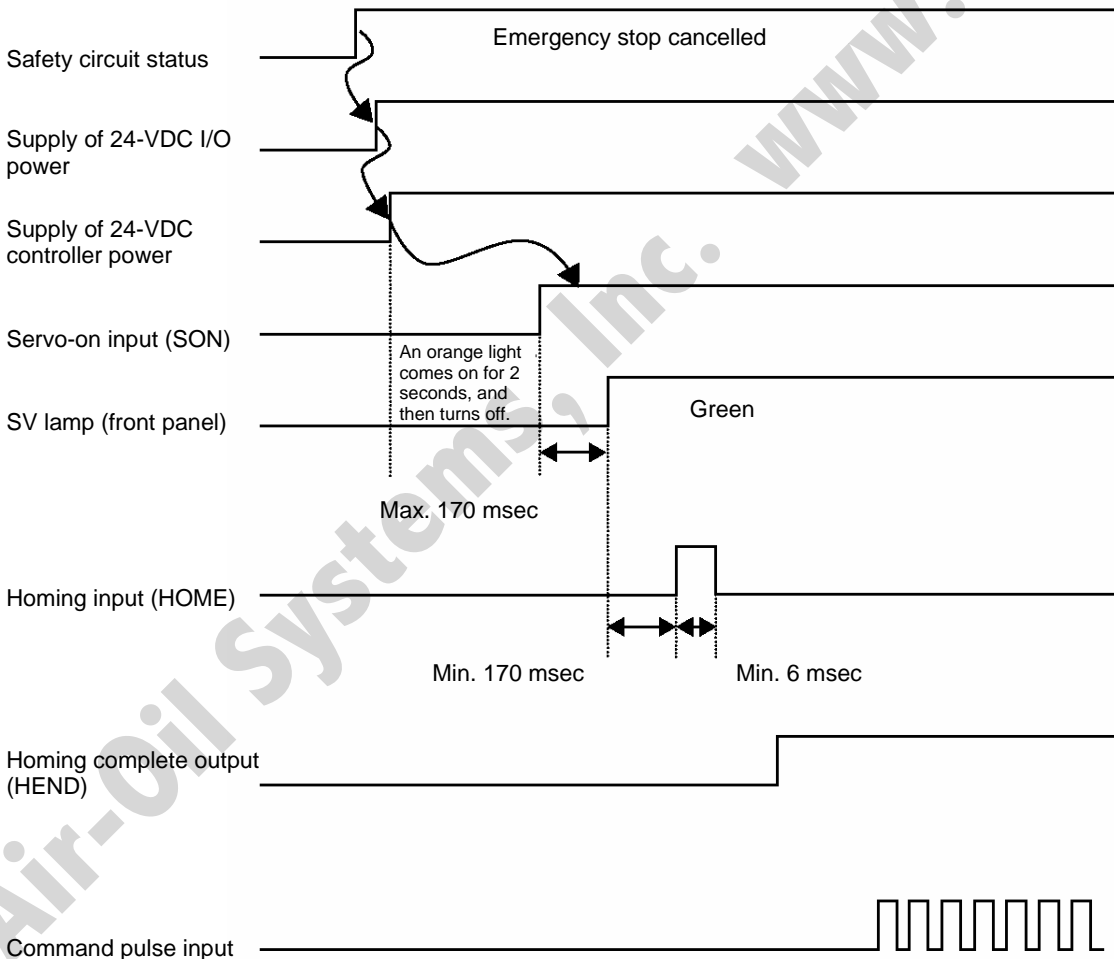 www.
Emergency stop cancelled
Safety circuit status
Supply of 24-VDC I/O
power
Supply of 24-VDC
controller power
Servo-on input (SON)
An orange light
comes on for 2
seconds, and
then turns off.
SV lamp (front panel)
Green
Max. 170 msec
Homing input (HOME)
Min. 170 msec
Min. 6 msec
Homing complete output
(HEND)
Command pulse input
Air-Oil Systems, Inc.